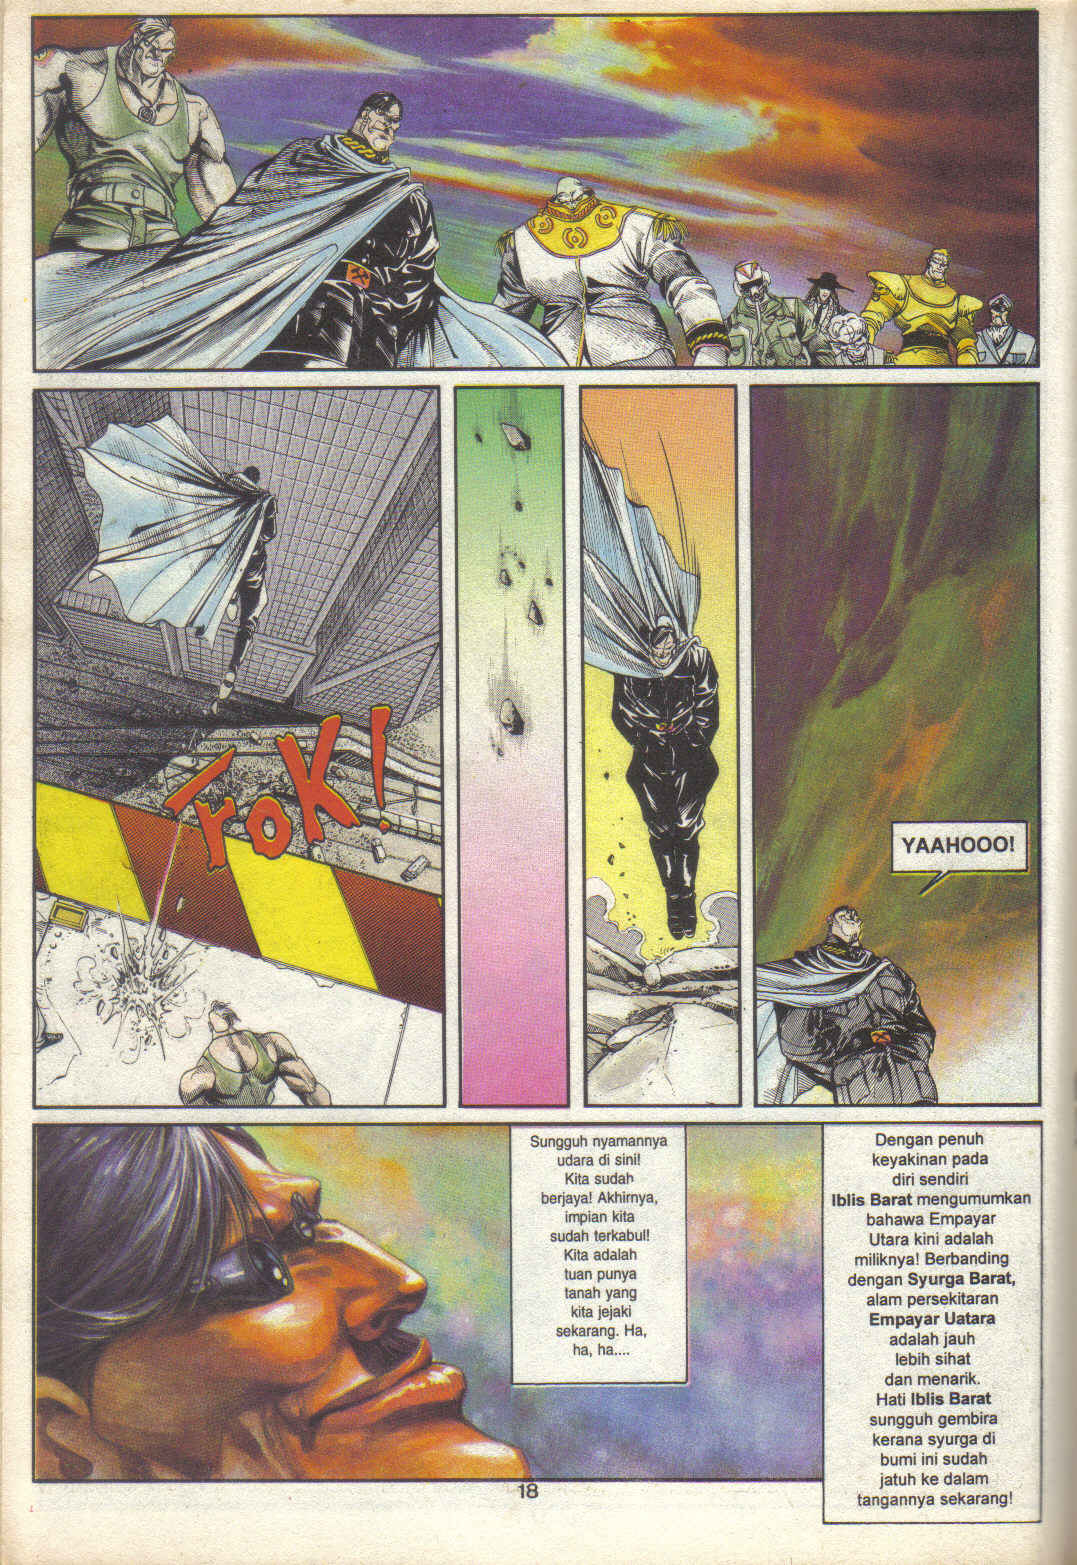 TroK!
YAAHOOO!
Sungguh nyamannya
udara di sini!
Kita sudah
berjaya! Akhirnya,
impian kita
sudah terkabul!
Kita adalah
tuan punya
tanah yang
kita jejaki
sekarang. Ha,
ha, ha....
Dengan penuh
keyakinan pada
diri sendiri
Iblis Barat mengumumkan
bahawa Empayar
Utara kini adalah
miliknya! Berbanding
dengan Syurga Barat,
alam persekitaran
Empayar Uatara
adalah jauh
lebih sihat
dan menarik.
Hati Iblis Barat
sungguh gembira
kerana syurga di
bumi ini sudah
jatuh ke dalam
tangannya sekarang!
18